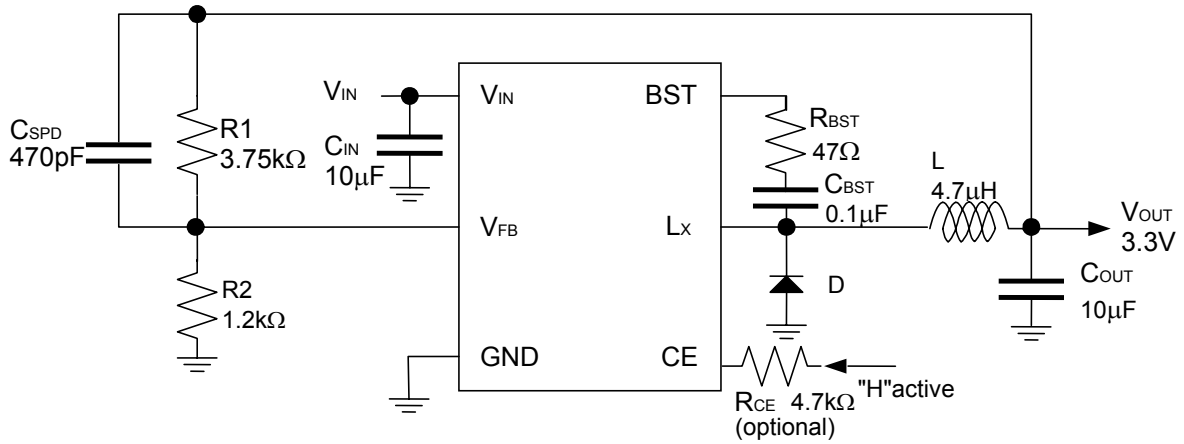 CSPD
470pF
R1
3.75kΩ
R2
1.2kΩ
VIN
CIN
10µF
VIN
BST
VFB
LX
GND
CE
RBST
47Ω
CBST
0.1µF
L
4.7µH
D
VOUT
3.3V
COUT
10µF
RCE 4.7kΩ
(optional)
"H"active